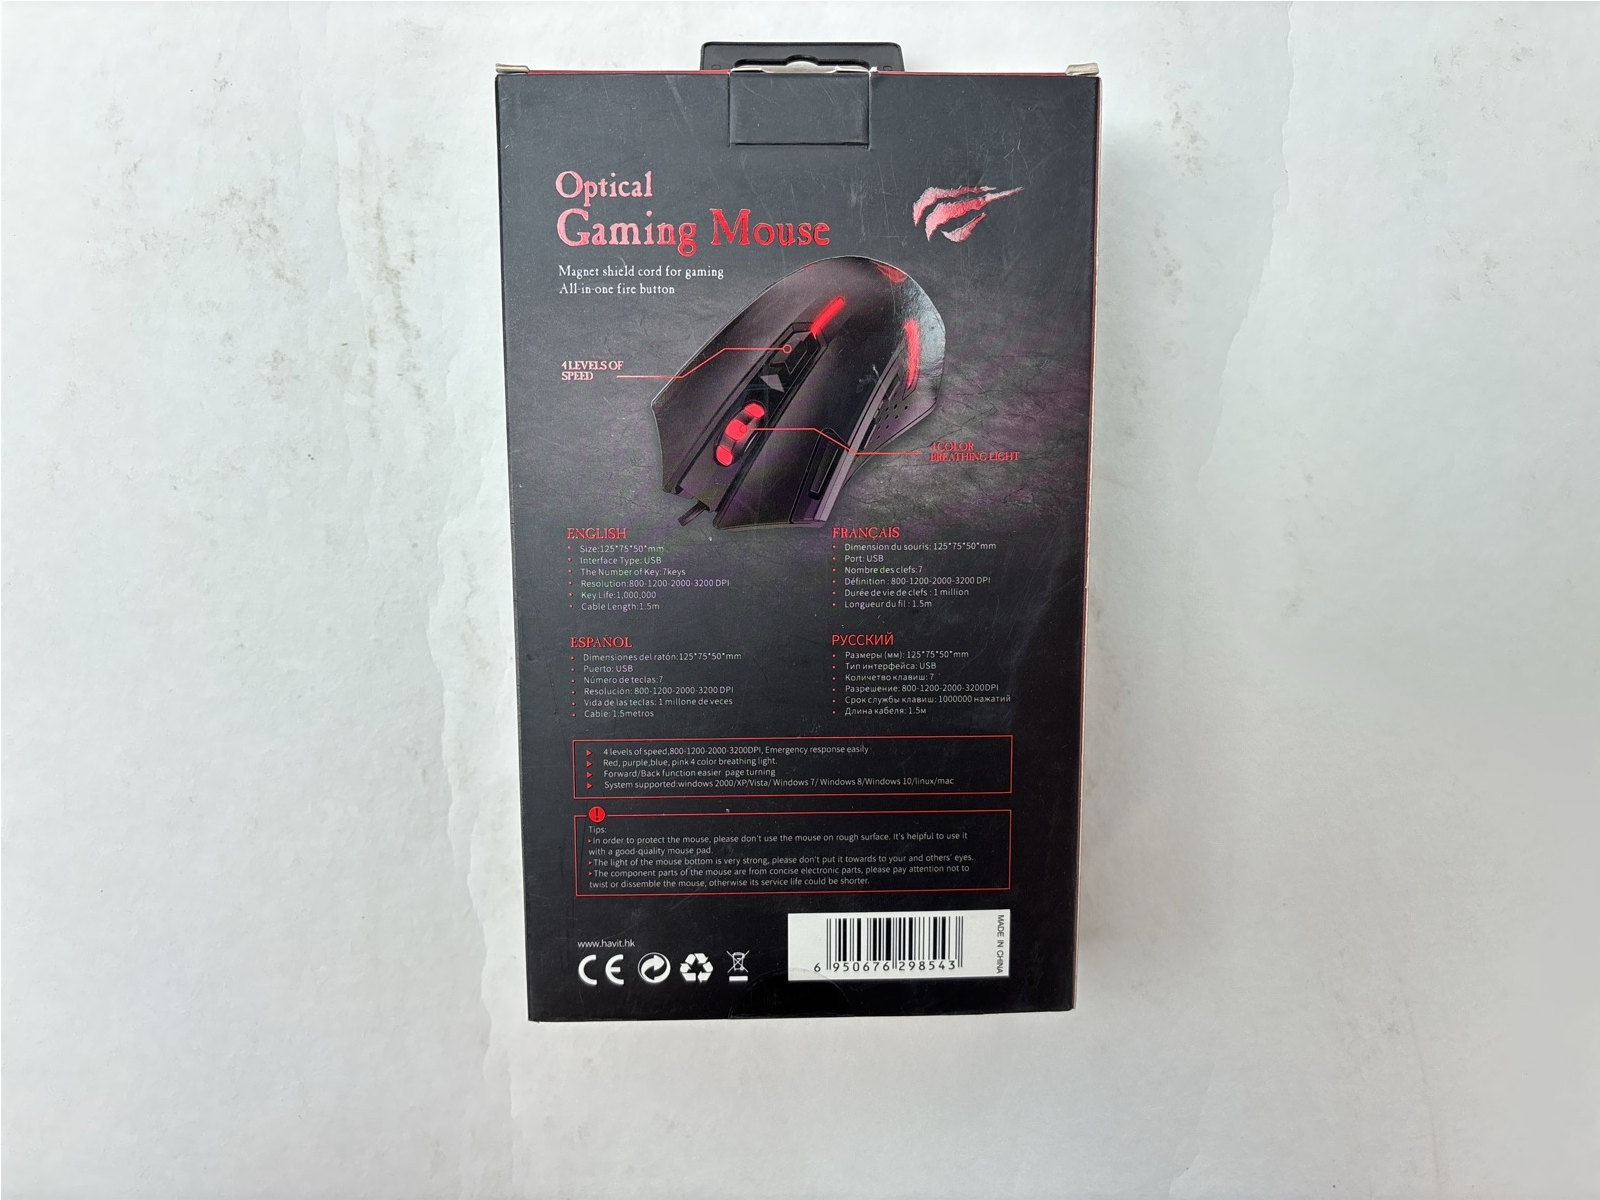 Optical
Gaming Mouse
Magnet shield cord for gaming
All-in-one fire button
4 LEVELS OF
SPEED
4 COLOR
BREATHING LIGHT
ENGLISH
• Size:125*75*50*mm
• Interface Type: USB
• The Number of Key:7keys
• Resolution:800-1200-2000-3200 DPI
• Key Life:1,000,000
• Cable Length:1.5m
FRANÇAIS
• Dimension du souris: 125*75*50*mm
• Port: USB
• Nombre des clefs:7
• Définition : 800-1200-2000-3200 DPI
• Durée de vie de clefs : 1 million
• Longueur du fil : 1.5m
ESPAÑOL
• Dimensiones del ratón:125*75*50*mm
• Puerto: USB
• Número de teclas:7
• Resolución: 800-1200-2000-3200 DPI
• Vida de las teclas: 1 millone de veces
• Cable: 1.5metros
РУССКИЙ
• Размеры (мм): 125*75*50*mm
• Тип интерфейса: USB
• Количетво клавиш: 7
• Разрешение: 800-1200-2000-3200DPI
• Срок службы клавиш: 1000000 нажатий
• Длина кабеля: 1.5м
4 levels of speed,800-1200-2000-3200DPI, Emergency response easily
Red, purple,blue, pink 4 color breathing light.
Forward/Back function easier page turning
System supported:windows 2000/XP/Vista/ Windows 7/ Windows 8/Windows 10/linux/mac
Tips:
• In order to protect the mouse, please don't use the mouse on rough surface. It's helpful to use it
with a good-quality mouse pad.
• The light of the mouse bottom is very strong, please don't put it towards to your and others' eyes.
• The component parts of the mouse are from concise electronic parts, please pay attention not to
twist or dissemble the mouse, otherwise its service life could be shorter.
www.havit.hk
CE
6 950676 298543
MADE IN CHINA